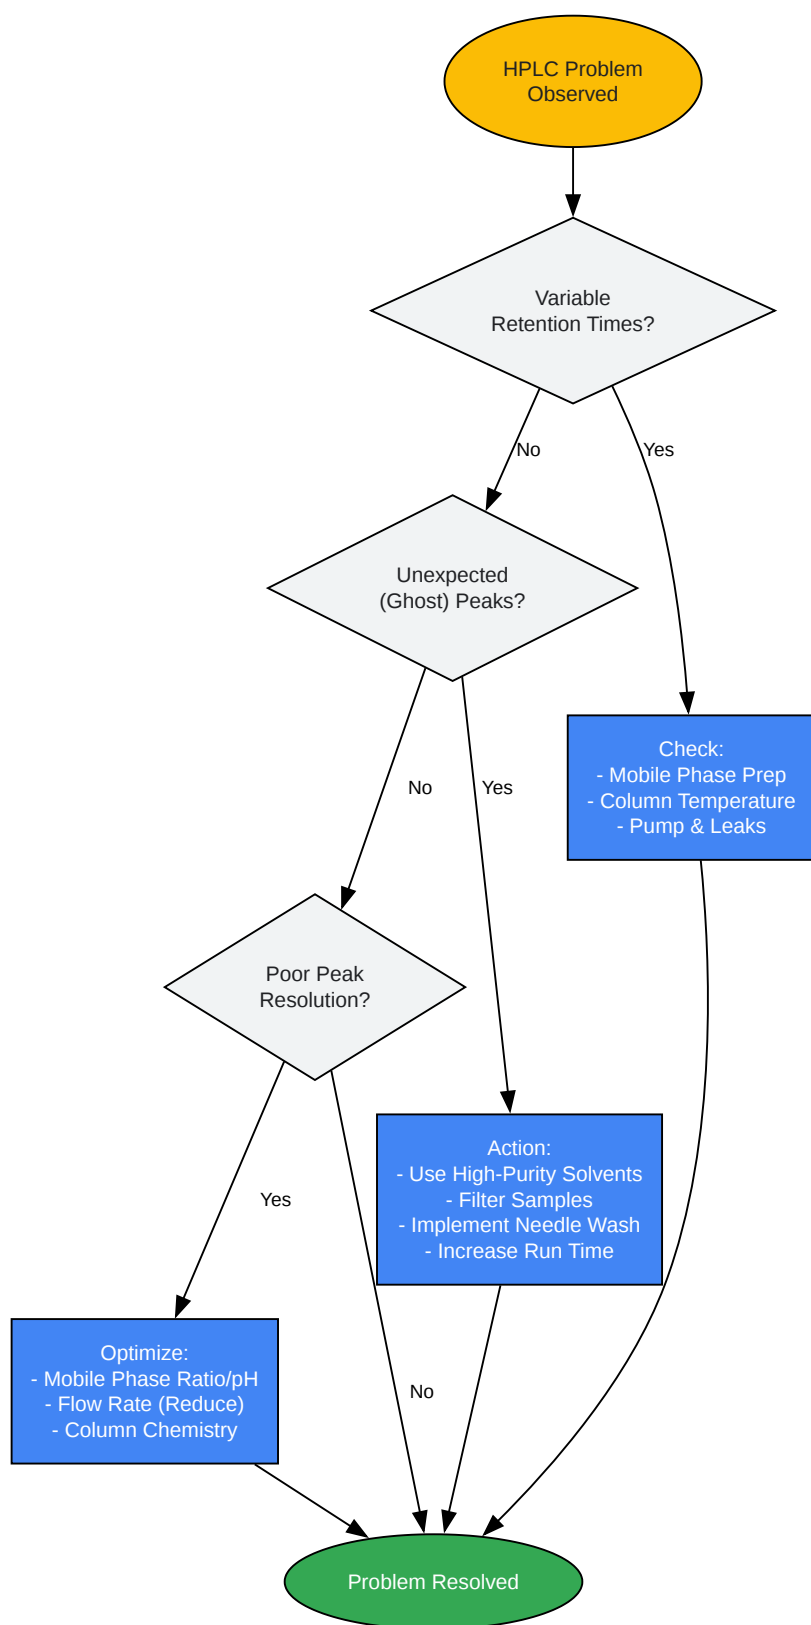 HPLC Problem
Observed
Variable
Retention Times?
No
Yes
Unexpected
(Ghost) Peaks?
Check:
- Mobile Phase Prep
- Column Temperature
- Pump & Leaks
No
Yes
Poor Peak
Resolution?
Action:
- Use High-Purity Solvents
- Filter Samples
- Implement Needle Wash
- Increase Run Time
Yes
Optimize:
- Mobile Phase Ratio/pH
- Flow Rate (Reduce)
- Column Chemistry
No
Problem Resolved